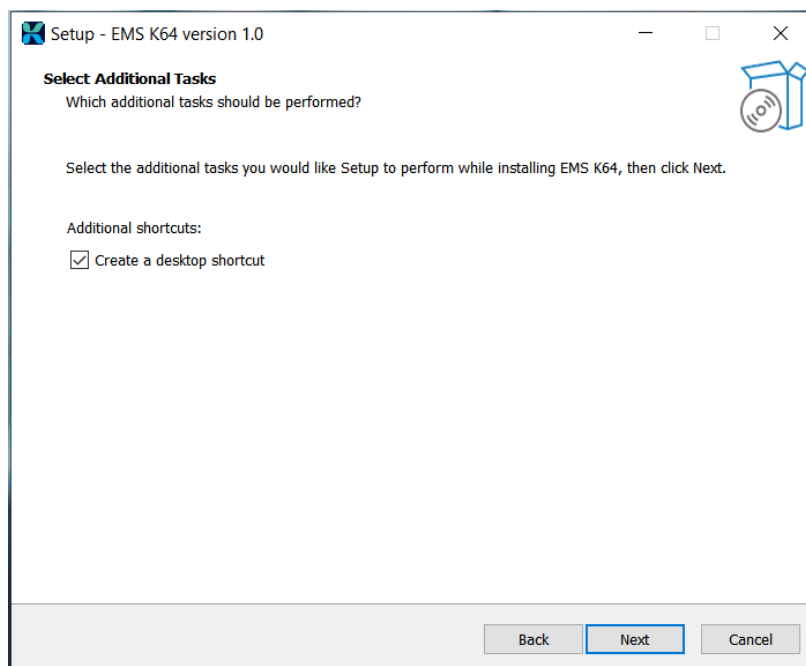 Setup - EMS K64 version 1.0
Select Additional Tasks
Which additional tasks should be performed?
Select the additional tasks you would like Setup to perform while installing EMS K64, then click Next.
Additional shortcuts:
Create a desktop shortcut
Back Next Cancel